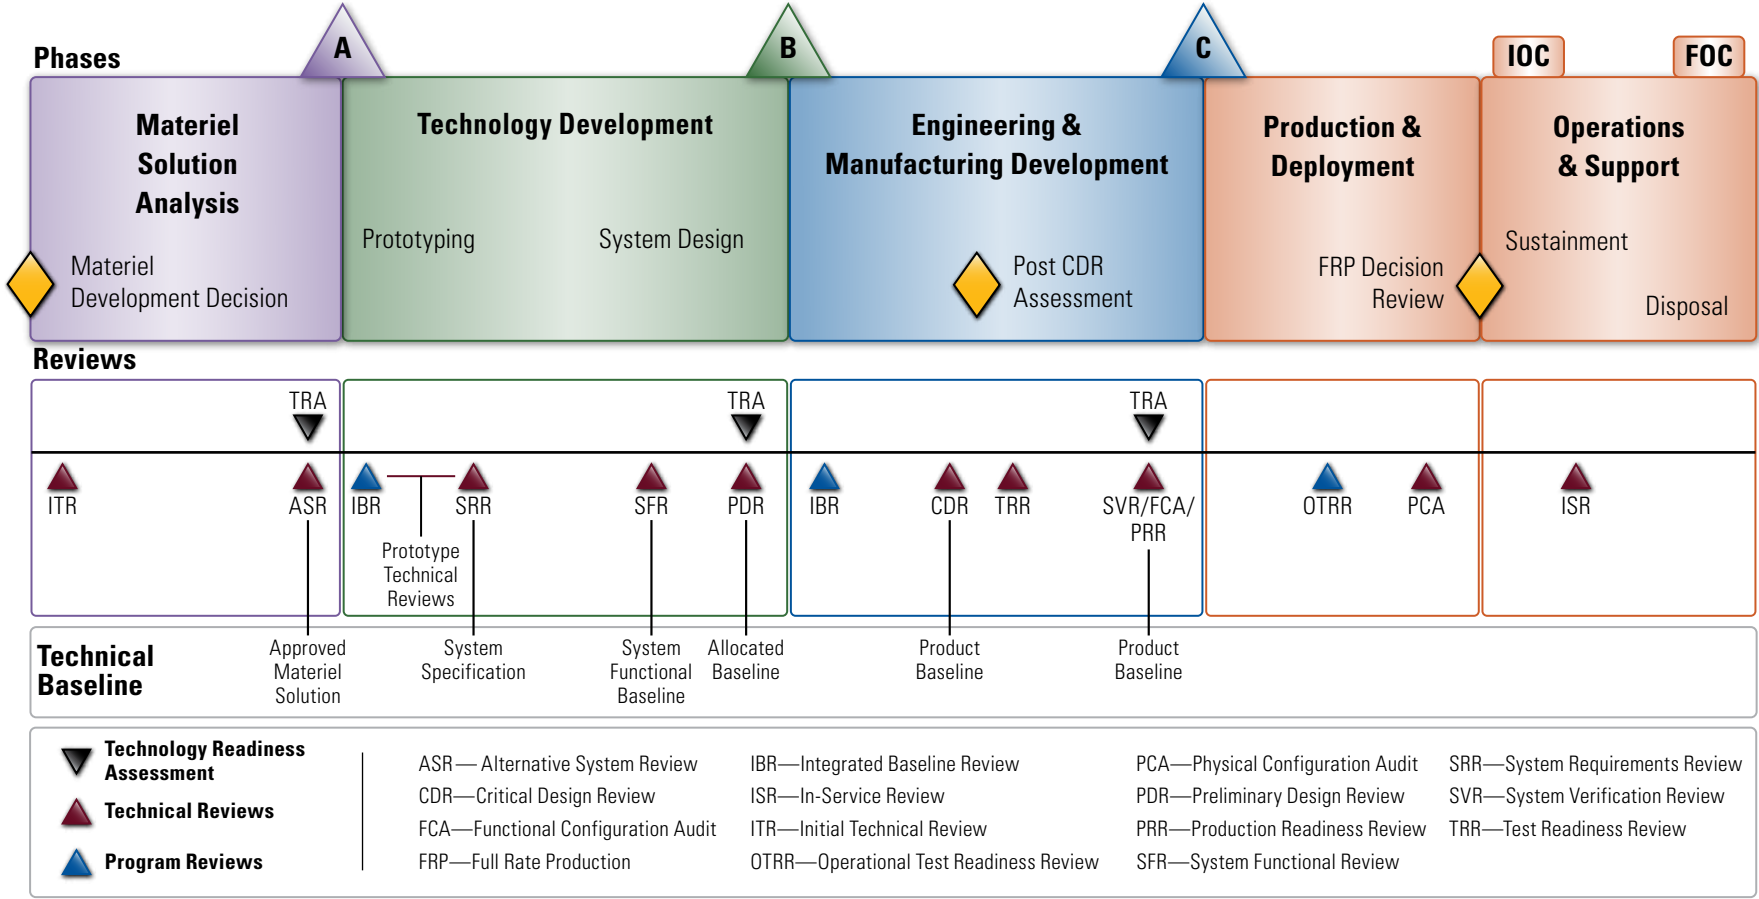 A
B
C
Phases
IOC
FOC
Materiel
Solution
Analysis
Technology Development
Engineering &
Manufacturing Development
Production &
Deployment
Operations
& Support
Prototyping
System Design
Materiel
Development Decision
Post CDR
Assessment
FRP Decision
Review
Sustainment
Disposal
Reviews
TRA
TRA
TRA
ITR
ASR
IBR
SRR
SFR
PDR
IBR
CDR
TRR
SVR/FCA/
PRR
OTRR
PCA
ISR
Prototype
Technical
Reviews
Technical
Baseline
Approved
Materiel
Solution
System
Specification
System
Functional
Baseline
Allocated
Baseline
Product
Baseline
Product
Baseline
Technology Readiness
Assessment
Technical Reviews
Program Reviews
ASR — Alternative System Review
CDR—Critical Design Review
FCA—Functional Configuration Audit
FRP—Full Rate Production
IBR—Integrated Baseline Review
ISR—In-Service Review
ITR—Initial Technical Review
OTRR—Operational Test Readiness Review
PCA—Physical Configuration Audit
PDR—Preliminary Design Review
PRR—Production Readiness Review
SFR—System Functional Review
SRR—System Requirements Review
SVR—System Verification Review
TRR—Test Readiness Review